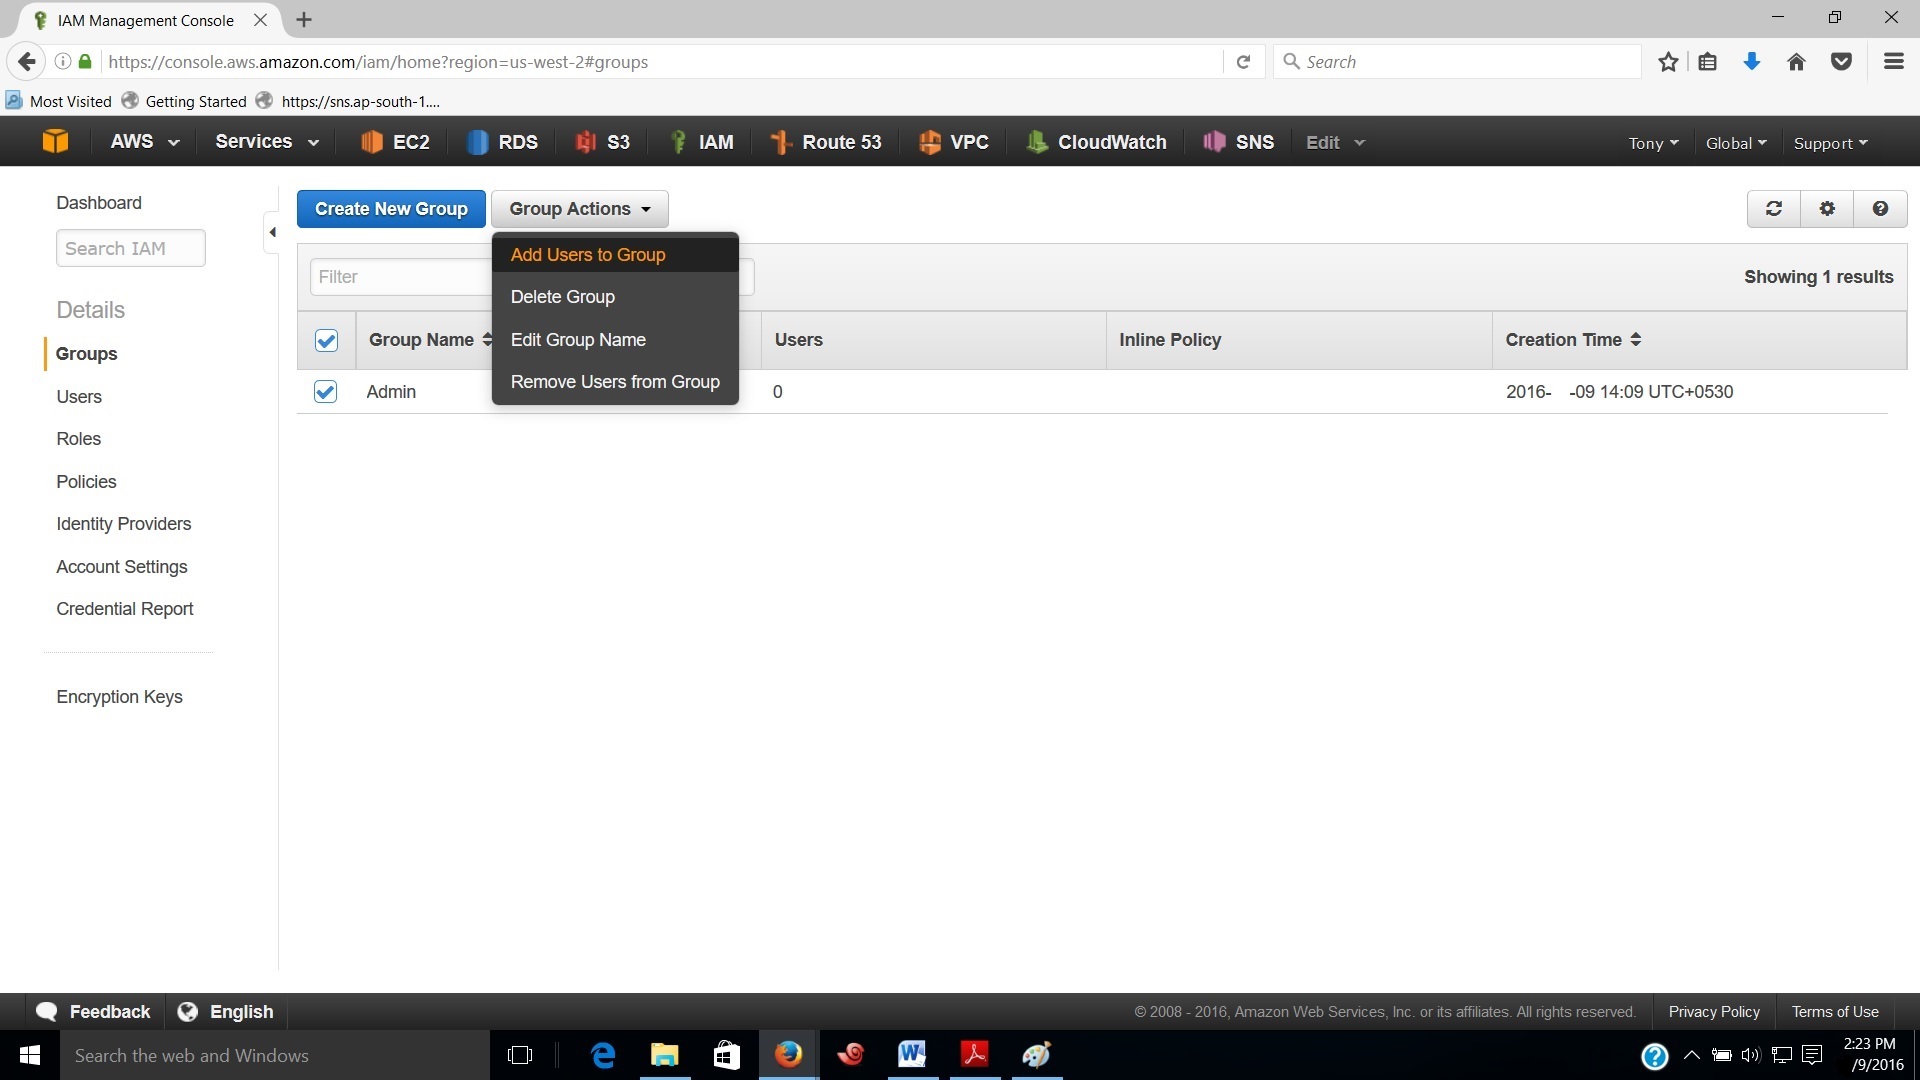 IAM Management Console
https://console.aws.amazon.com/iam/home?region=us-west-2#groups
Search
Most Visited Getting Started https://sns.ap-south-1....
AWS Services EC2 RDS S3 IAM Route 53 VPC CloudWatch SNS Edit Tony Global Support
Dashboard
Search IAM
Details
Groups
Users
Roles
Policies
Identity Providers
Account Settings
Credential Report
Encryption Keys
Create New Group Group Actions
Add Users to Group
Delete Group
Edit Group Name
Remove Users from Group
Filter
Showing 1 results
Group Name Users Inline Policy Creation Time
Admin 0 2016- -09 14:09 UTC+0530
Feedback English © 2008 - 2016, Amazon Web Services, Inc. or its affiliates. All rights reserved. Privacy Policy Terms of Use
Search the web and Windows
2:23 PM
/9/2016